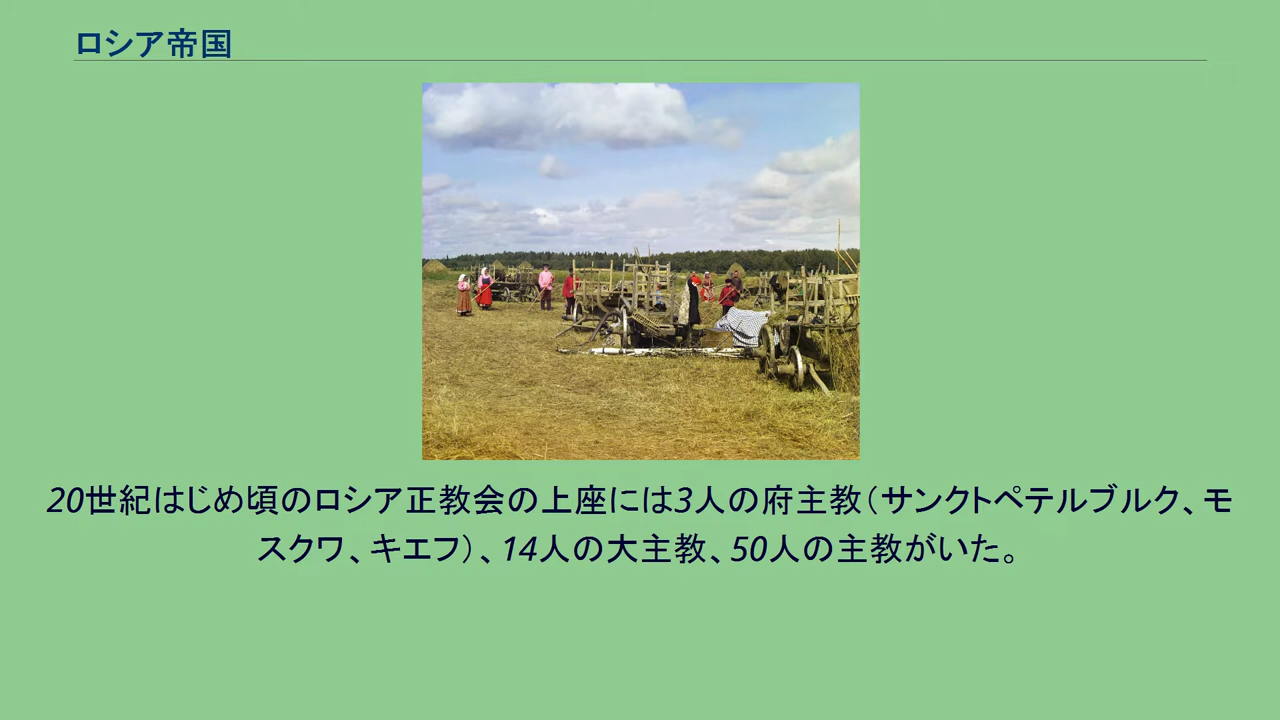 ロシア帝国
20世紀はじめ頃のロシア正教会の上座には3人の府主教（サンクトペテルブルク、モ
スクワ、キエフ）、14人の大主教、50人の主教がいた。